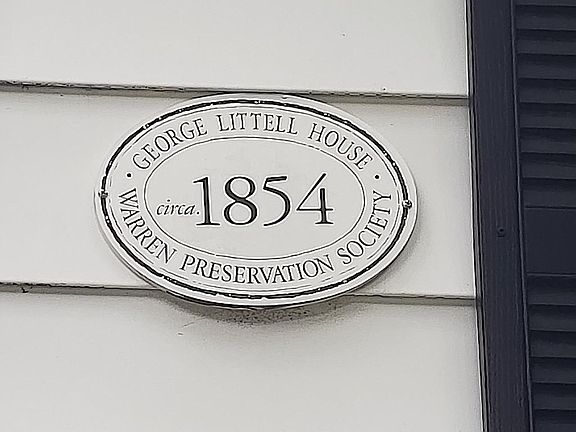 GEORGE LITTELL HOUSE
circa. 1854
WARREN PRESERVATION SOCIETY